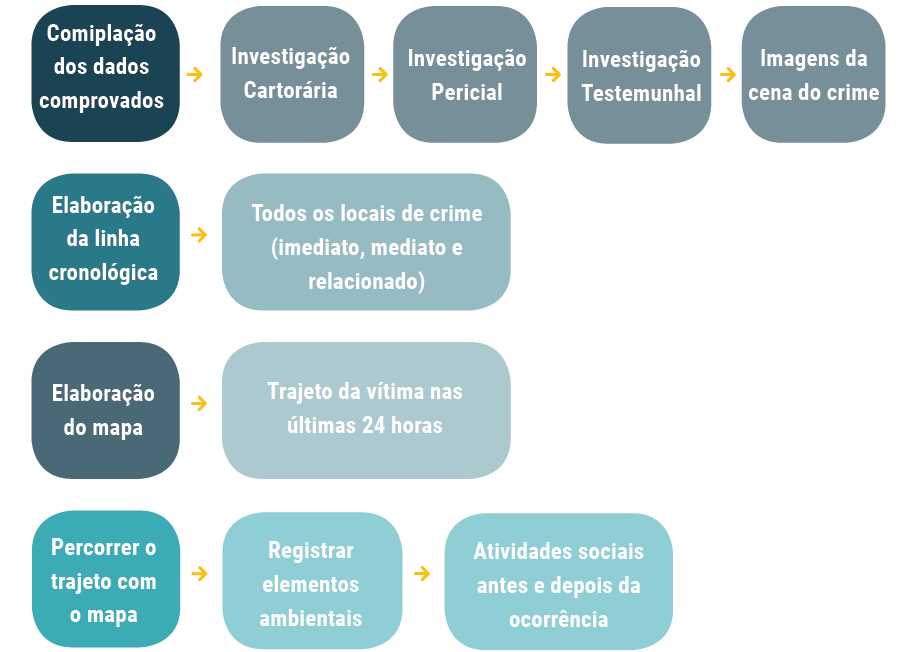 Comiplação
dos dados
comprovados
Investigação
Cartorária
Investigação
Pericial
Investigação
Testemunhal
Imagens da
cena do crime
Elaboração
da linha
cronológica
Todos os locais de crime
(imediato, mediato e
relacionado)
Elaboração
do mapa
Trajeto da vítima nas
últimas 24 horas
Percorrer o
trajeto com
o mapa
Registrar
elementos
ambientais
Atividades sociais
antes e depois da
ocorrência